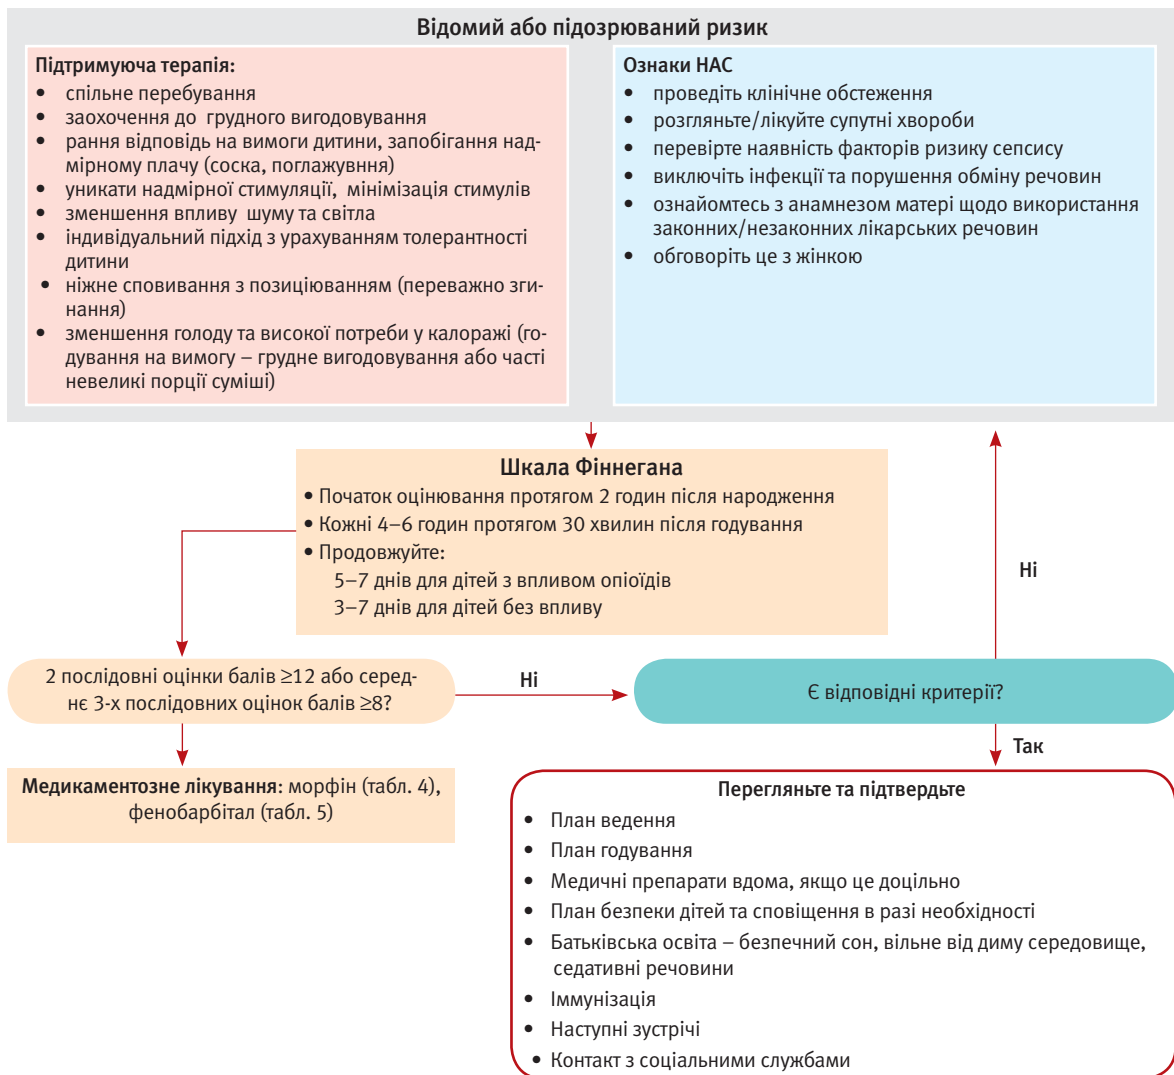 Відомий або підозрюваний ризик
Підтримуюча терапія:
• спільне перебування
• заохочення до грудного вигодовування
• рання відповідь на вимоги дитини, запобігання над-
мірному плачу (соска, поглажувння)
• уникати надмірної стимуляції, мінімізація стимулів
• зменшення впливу шуму та світла
• індивідуальний підхід з урахуванням толерантності
дитини
• ніжне сповивання з позиціюванням (переважно зги-
нання)
• зменшення голоду та високої потреби у калоражі (го-
дування на вимогу – грудне вигодовування або часті
невеликі порції суміші)
Ознаки НАС
• проведіть клінічне обстеження
• розгляньте/лікуйте супутні хвороби
• перевірте наявність факторів ризику сепсису
• виключіть інфекції та порушення обміну речовин
• ознайомтесь з анамнезом матері щодо використання
законних/незаконних лікарських речовин
• обговоріть це з жінкою
Шкала Фіннегана
• Початок оцінювання протягом 2 годин після народження
• Кожні 4–6 годин протягом 30 хвилин після годування
• Продовжуйте:
5–7 днів для дітей з впливом опіоїдів
3–7 днів для дітей без впливу
Ні
2 послідовні оцінки балів ≥12 або серед-
нє 3-х послідовних оцінок балів ≥8?
Ні
Є відповідні критерії?
Так
Медикаментозне лікування: морфін (табл. 4),
фенобарбітал (табл. 5)
Перегляньте та підтвердьте
• План ведення
• План годування
• Медичні препарати вдома, якщо це доцільно
• План безпеки дітей та сповіщення в разі необхідності
• Батьківська освіта – безпечний сон, вільне від диму середовище,
седативні речовини
• Іммунізація
• Наступні зустрічі
• Контакт з соціальними службами